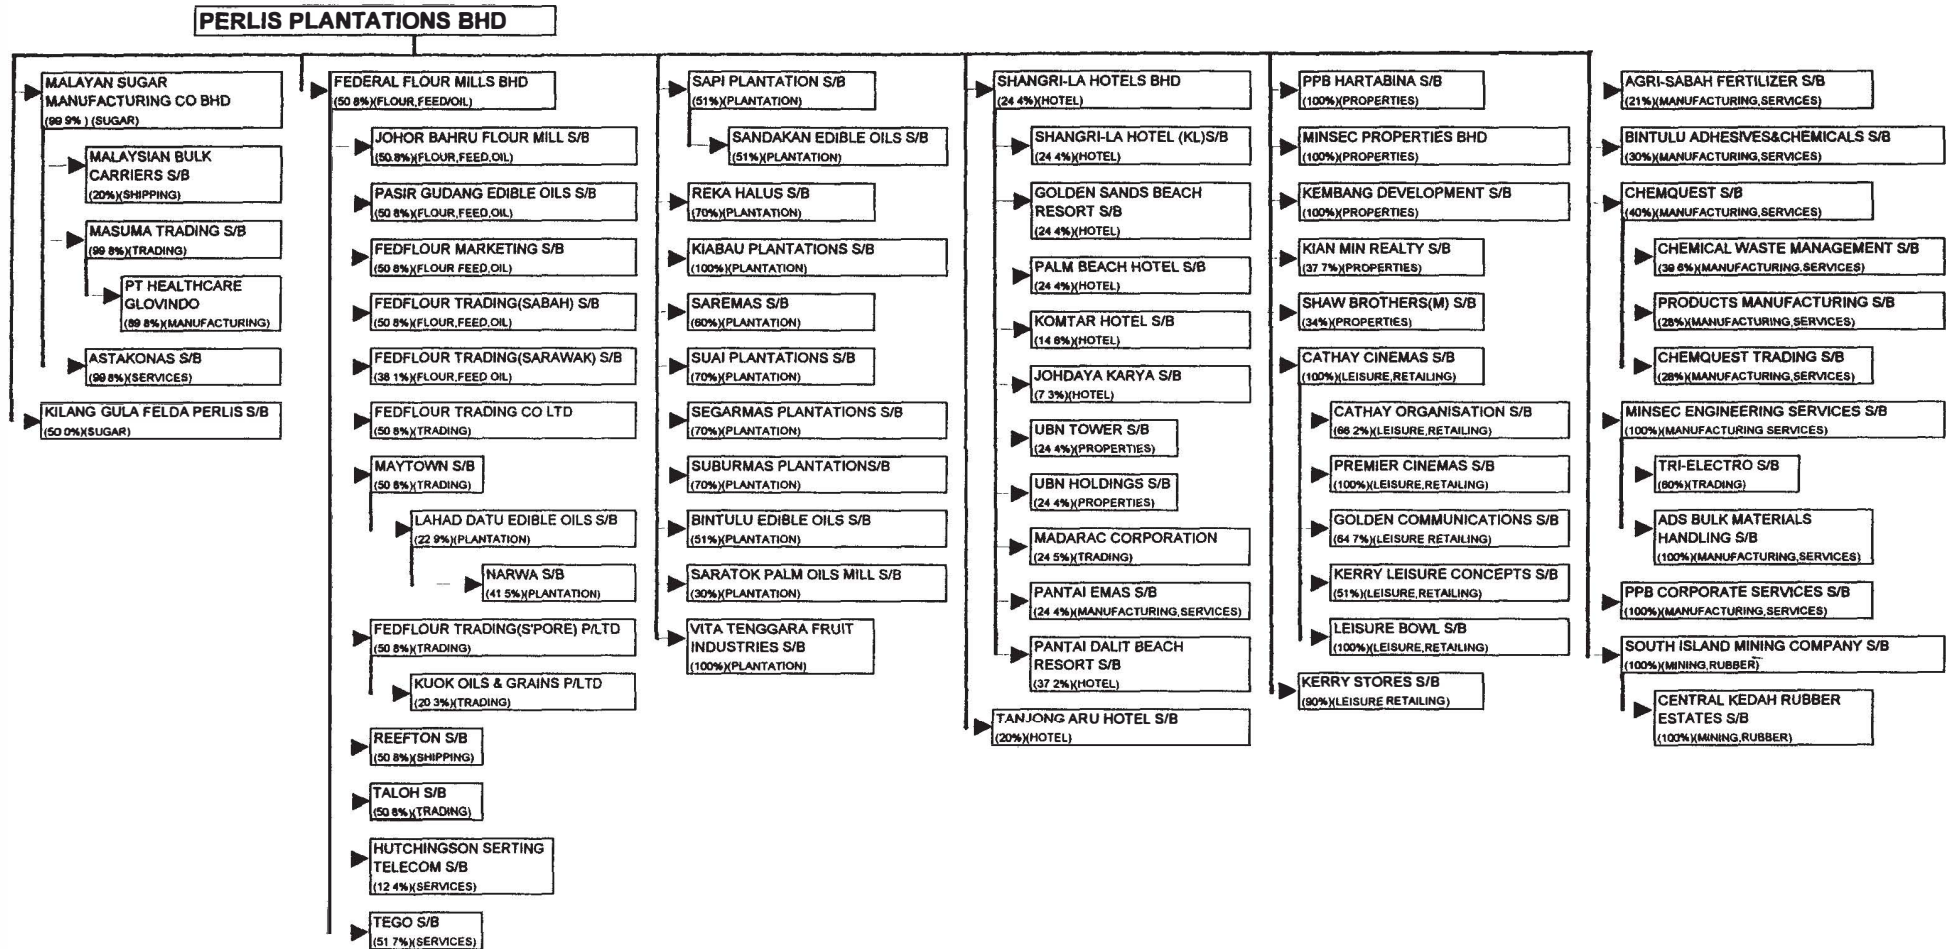 PERLIS PLANTATIONS BHD
MALAYAN SUGAR
MANUFACTURING CO BHD
(99 9% ) (SUGAR)
MALAYSIAN BULK
CARRIERS S/B
(20%)(SHIPPING)
MASUMA TRADING S/B
(99 8%)(TRADING)
PT HEALTHCARE
GLOVINDO
(89 8%)(MANUFACTURING)
ASTAKONAS S/B
(99 8%)(SERVICES)
KILANG GULA FELDA PERLIS S/B
(50 0%)(SUGAR)
FEDERAL FLOUR MILLS BHD
(50 8%)(FLOUR,FEED/OIL)
JOHOR BAHRU FLOUR MILL S/B
(50.8%)(FLOUR,FEED,OIL)
PASIR GUDANG EDIBLE OILS S/B
(50 8%)(FLOUR,FEED,OIL)
FEDFLOUR MARKETING S/B
(50 8%)(FLOUR FEED,OIL)
FEDFLOUR TRADING(SABAH) S/B
(50 8%)(FLOUR,FEED,OIL)
FEDFLOUR TRADING(SARAWAK) S/B
(38 1%)(FLOUR,FEED OIL)
FEDFLOUR TRADING CO LTD
(50 8%)(TRADING)
MAYTOWN S/B
(50 8%)(TRADING)
LAHAD DATU EDIBLE OILS S/B
(22 9%)(PLANTATION)
NARWA S/B
(41 5%)(PLANTATION)
FEDFLOUR TRADING(S'PORE) P/LTD
(50 8%)(TRADING)
KUOK OILS & GRAINS P/LTD
(20 3%)(TRADING)
REEFTON S/B
(50 8%)(SHIPPING)
TALOH S/B
(50 8%)(TRADING)
HUTCHINGSON SERTING
TELECOM S/B
(12 4%)(SERVICES)
TEGO S/B
(51 7%)(SERVICES)
SAPI PLANTATION S/B
(51%)(PLANTATION)
SANDAKAN EDIBLE OILS S/B
(51%)(PLANTATION)
REKA HALUS S/B
(70%)(PLANTATION)
KIABAU PLANTATIONS S/B
(100%)(PLANTATION)
SAREMAS S/B
(60%)(PLANTATION)
SUAI PLANTATIONS S/B
(70%)(PLANTATION)
SEGARMAS PLANTATIONS S/B
(70%)(PLANTATION)
SUBURMAS PLANTATIONS/B
(70%)(PLANTATION)
BINTULU EDIBLE OILS S/B
(51%)(PLANTATION)
SARATOK PALM OILS MILL S/B
(30%)(PLANTATION)
VITA TENGGARA FRUIT
INDUSTRIES S/B
(100%)(PLANTATION)
SHANGRI-LA HOTELS BHD
(24 4%)(HOTEL)
SHANGRI-LA HOTEL (KL)S/B
(24 4%)(HOTEL)
GOLDEN SANDS BEACH
RESORT S/B
(24 4%)(HOTEL)
PALM BEACH HOTEL S/B
(24 4%)(HOTEL)
KOMTAR HOTEL S/B
(14 6%)(HOTEL)
JOHDAYA KARYA S/B
(7 3%)(HOTEL)
UBN TOWER S/B
(24 4%)(PROPERTIES)
UBN HOLDINGS S/B
(24 4%)(PROPERTIES)
MADARAC CORPORATION
(24 5%)(TRADING)
PANTAI EMAS S/B
(24 4%)(MANUFACTURING,SERVICES)
PANTAI DALIT BEACH
RESORT S/B
(37 2%)(HOTEL)
TANJONG ARU HOTEL S/B
(20%)(HOTEL)
PPB HARTABINA S/B
(100%)(PROPERTIES)
MINSEC PROPERTIES BHD
(100%)(PROPERTIES)
KEMBANG DEVELOPMENT S/B
(100%)(PROPERTIES)
KIAN MIN REALTY S/B
(37 7%)(PROPERTIES)
SHAW BROTHERS(M) S/B
(34%)(PROPERTIES)
CATHAY CINEMAS S/B
(100%)(LEISURE,RETAILING)
CATHAY ORGANISATION S/B
(66 2%)(LEISURE,RETAILING)
PREMIER CINEMAS S/B
(100%)(LEISURE,RETAILING)
GOLDEN COMMUNICATIONS S/B
(64 7%)(LEISURE RETAILING)
KERRY LEISURE CONCEPTS S/B
(51%)(LEISURE,RETAILING)
LEISURE BOWL S/B
(100%)(LEISURE,RETAILING)
KERRY STORES S/B
(90%)(LEISURE RETAILING)
AGRI-SABAH FERTILIZER S/B
(21%)(MANUFACTURING,SERVICES)
BINTULU ADHESIVES&CHEMICALS S/B
(30%)(MANUFACTURING,SERVICES)
CHEMQUEST S/B
(40%)(MANUFACTURING,SERVICES)
CHEMICAL WASTE MANAGEMENT S/B
(39 6%)(MANUFACTURING,SERVICES)
PRODUCTS MANUFACTURING S/B
(28%)(MANUFACTURING,SERVICES)
CHEMQUEST TRADING S/B
(28%)(MANUFACTURING,SERVICES)
MINSEC ENGINEERING SERVICES S/B
(100%)(MANUFACTURING SERVICES)
TRI-ELECTRO S/B
(60%)(TRADING)
ADS BULK MATERIALS
HANDLING S/B
(100%)(MANUFACTURING,SERVICES)
PPB CORPORATE SERVICES S/B
(100%)(MANUFACTURING,SERVICES)
SOUTH ISLAND MINING COMPANY S/B
(100%)(MINING,RUBBER)
CENTRAL KEDAH RUBBER
ESTATES S/B
(100%)(MINING,RUBBER)